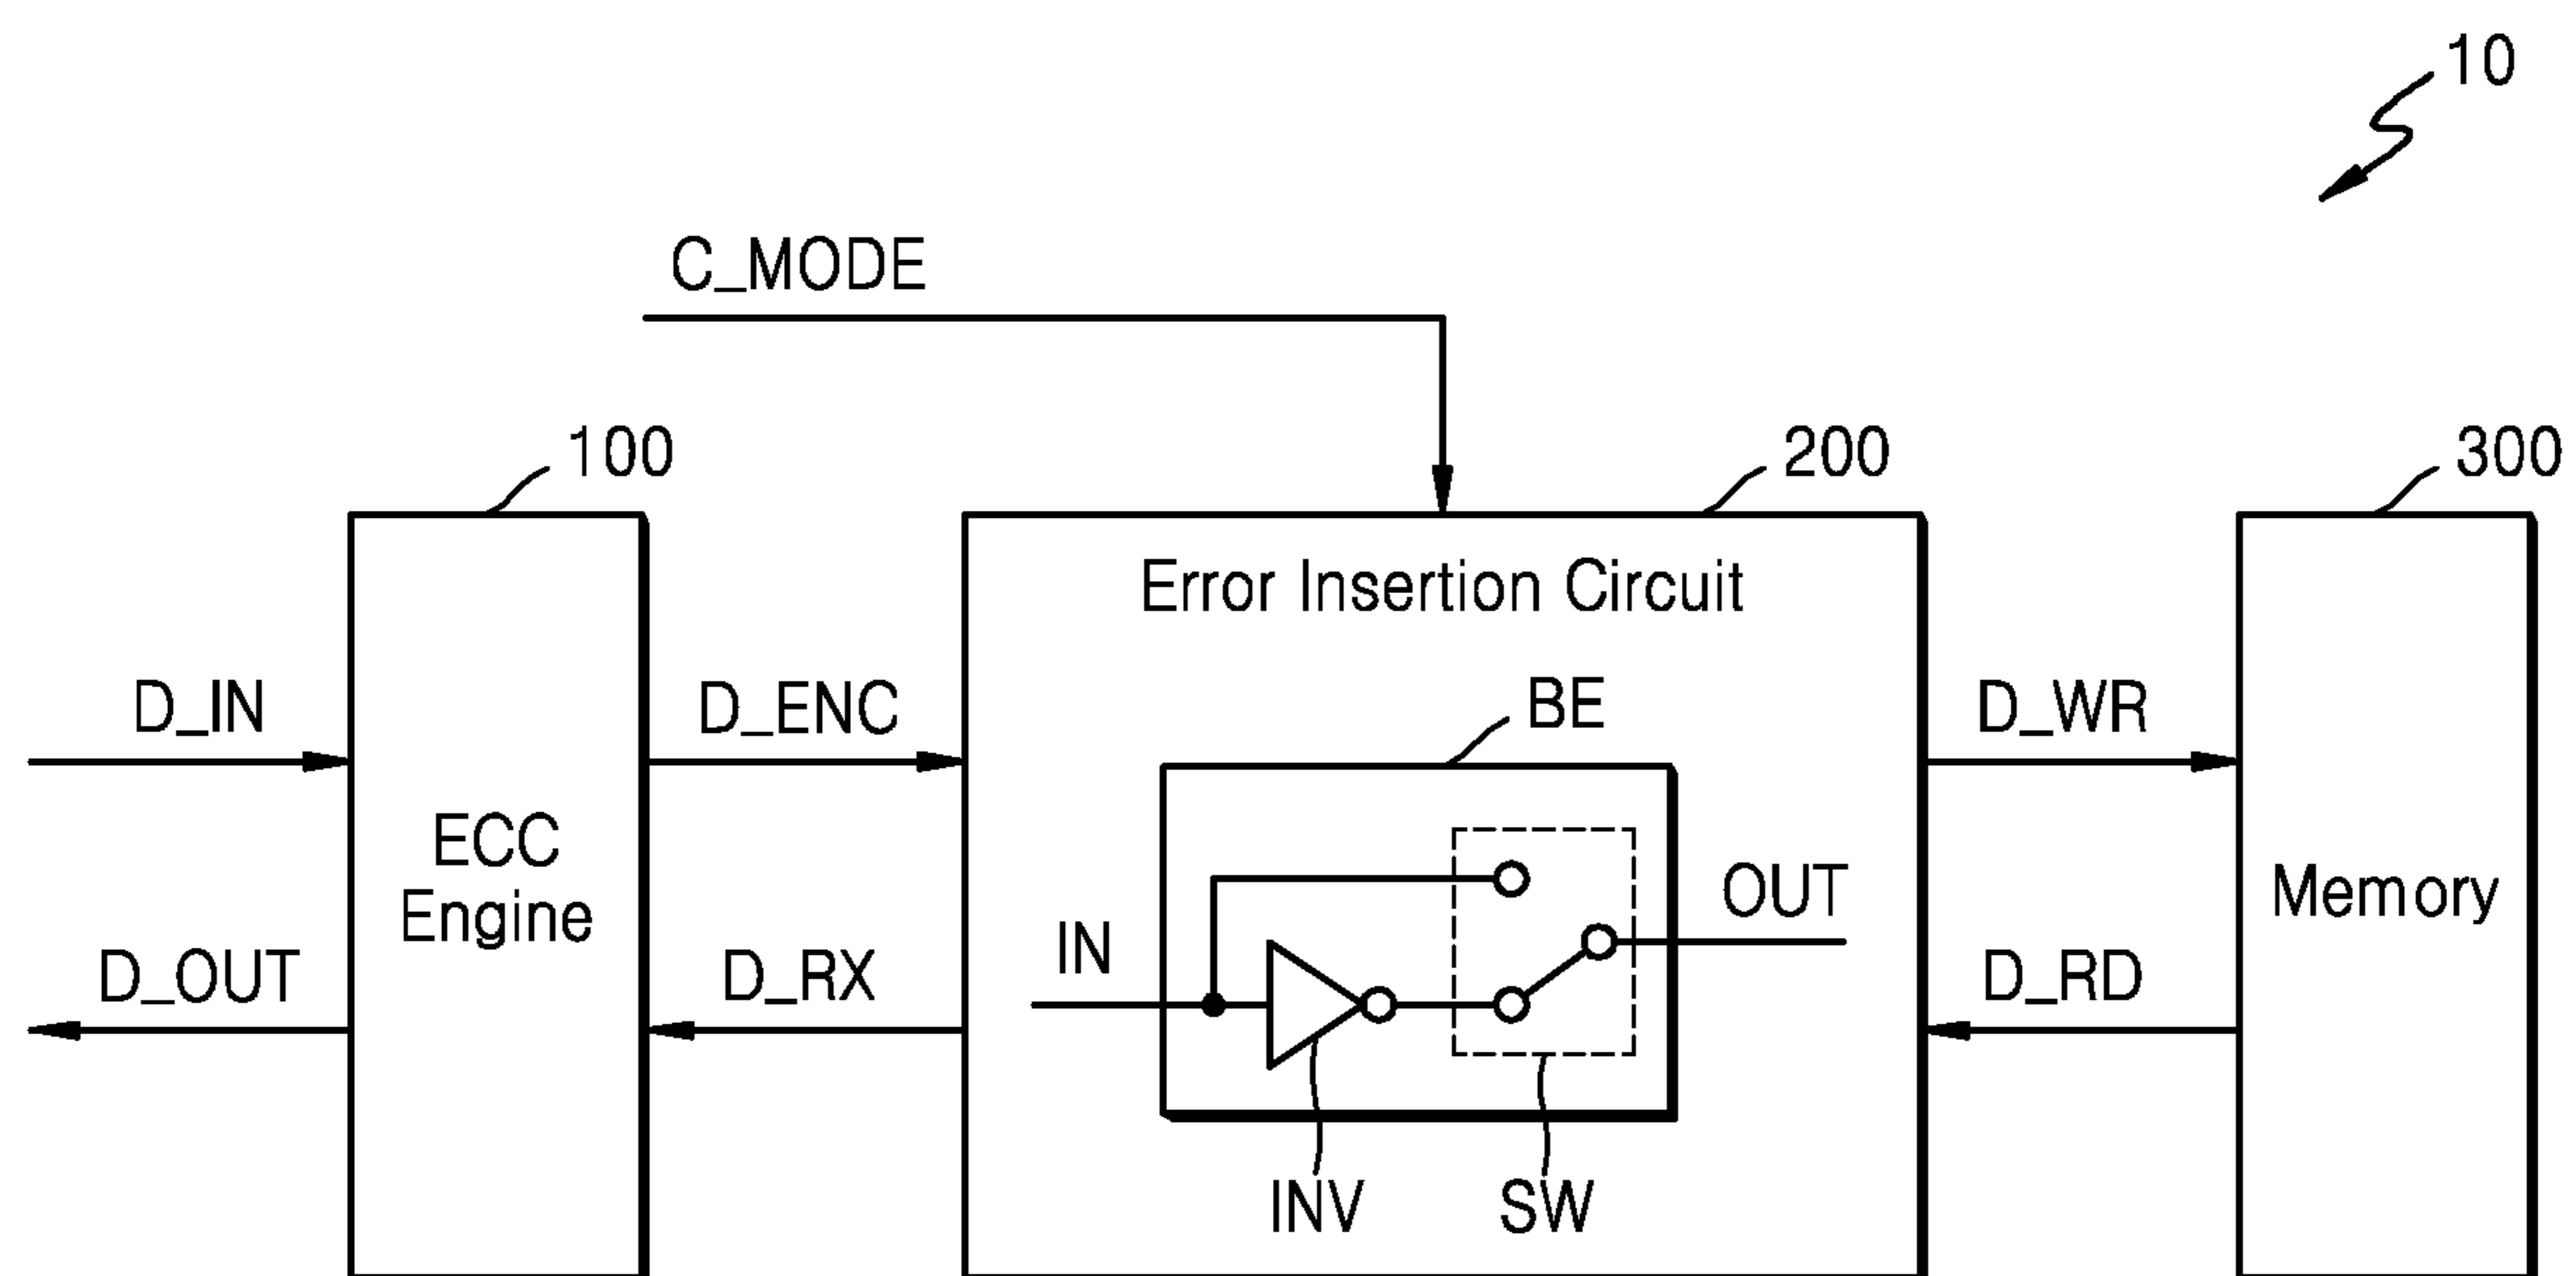 10
C_MODE
100
200
300
Error Insertion Circuit
D_IN
D_ENC
BE
D_WR
ECC
Engine
Memory
OUT
IN
D_OUT
D_RX
D_RD
INV
SW